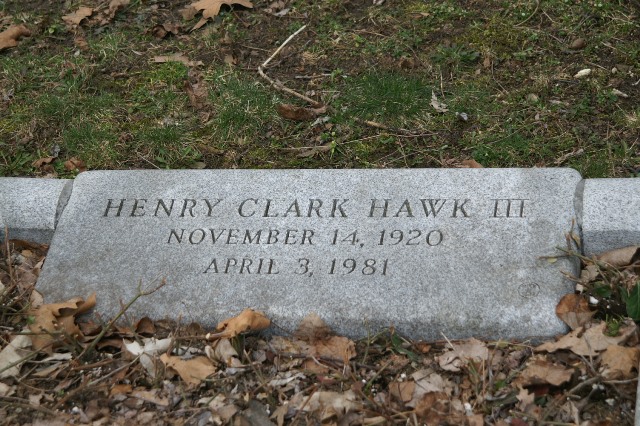 HENRY CLARK HAWK III
NOVEMBER 14, 1920
APRIL 3, 1981